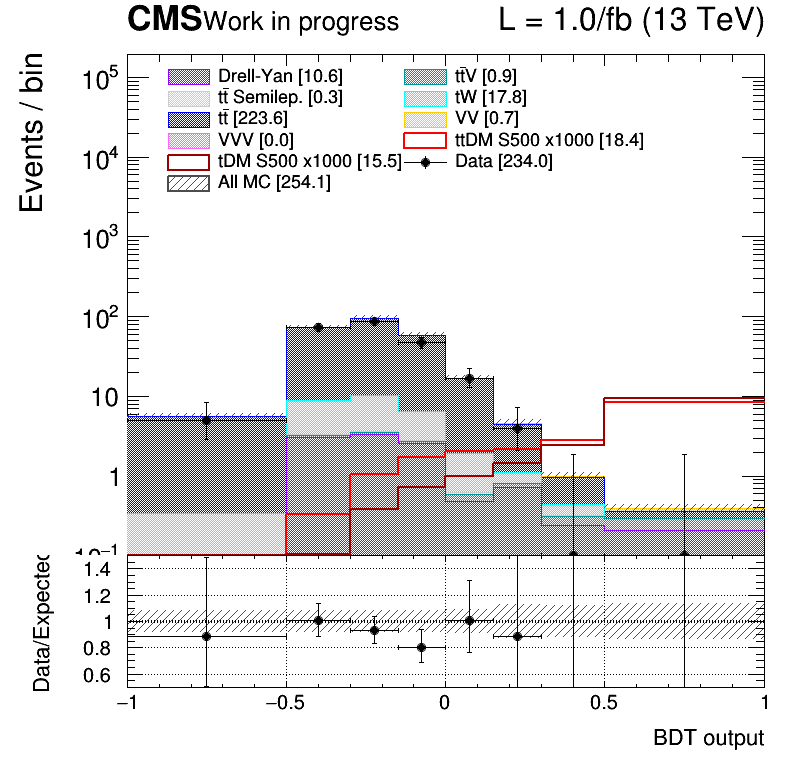 CMS Work in progress L = 1.0/fb (13 TeV)
Events / bin
10⁵
10⁴
10³
10²
10
1
10⁻¹
Drell-Yan [10.6] tt̄V [0.9]
tt̄ Semilep. [0.3] tW [17.8]
tt̄ [223.6] VV [0.7]
VVV [0.0] ttDM S500 x1000 [18.4]
tDM S500 x1000 [15.5] Data [234.0]
All MC [254.1]
Data/Expected
1.4
1.2
1
0.8
0.6
−1 −0.5 0 0.5 1
BDT output